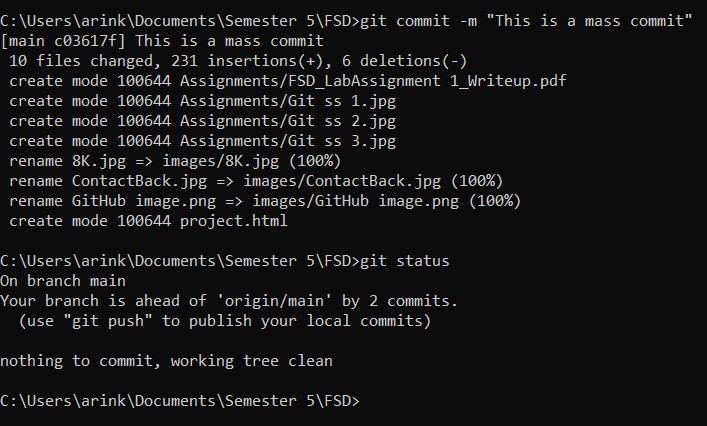 C:\Users\arink\Documents\Semester 5\FSD>git commit -m "This is a mass commit"
[main c03617f] This is a mass commit
 10 files changed, 231 insertions(+), 6 deletions(-)
 create mode 100644 Assignments/FSD_LabAssignment 1_Writeup.pdf
 create mode 100644 Assignments/Git ss 1.jpg
 create mode 100644 Assignments/Git ss 2.jpg
 create mode 100644 Assignments/Git ss 3.jpg
 rename 8K.jpg => images/8K.jpg (100%)
 rename ContactBack.jpg => images/ContactBack.jpg (100%)
 rename GitHub image.png => images/GitHub image.png (100%)
 create mode 100644 project.html
C:\Users\arink\Documents\Semester 5\FSD>git status
On branch main
Your branch is ahead of 'origin/main' by 2 commits.
  (use "git push" to publish your local commits)
nothing to commit, working tree clean
C:\Users\arink\Documents\Semester 5\FSD>